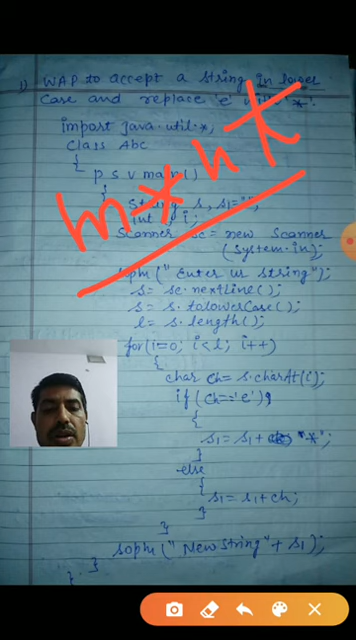 1) WAP to accept a string in lower
case and replace 'e' with '*'.
import java.util.*;
class Abc
{
p s v main()
{
String s, s1="";
int l, i;
Scanner sc = new Scanner
(System.in);
sopln("Enter ur string");
s= sc.nextLine();
s= s.toLowerCase();
l= s.length();
for(i=0; i<l; i++)
{
char ch= s.charAt(i);
if (ch=='e')
{
s1= s1+ "*";
}
else
{
s1= s1+ch;
}
}
sopln("New string"+ s1);
}
}
m*nt